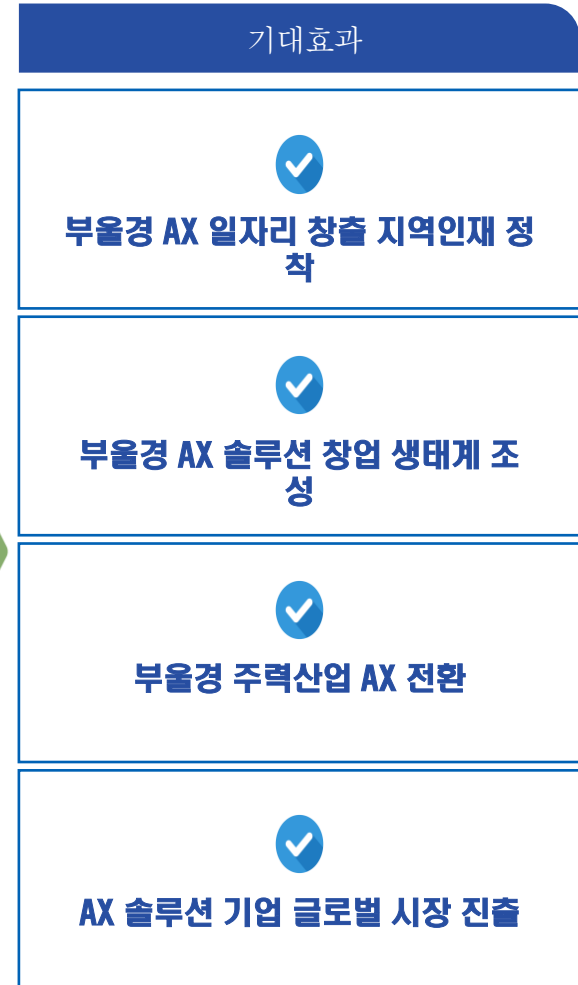 기대효과
부울경 AX 일자리 창출 지역인재 정
착
부울경 AX 솔루션 창업 생태계 조
성
부울경 주력산업 AX 전환
AX 솔루션 기업 글로벌 시장 진출